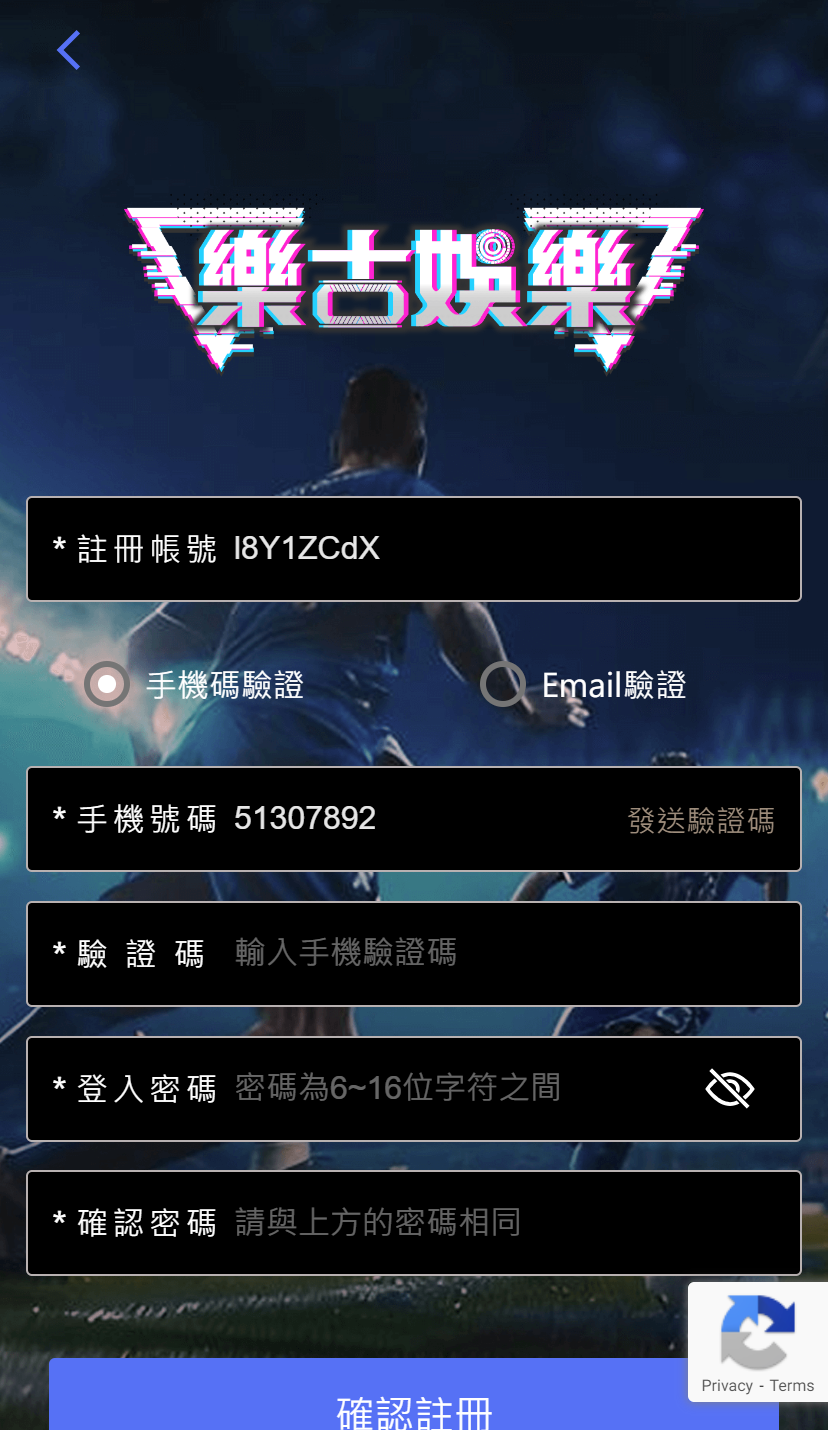 樂古娛樂
* 註冊帳號 l8Y1ZCdX
手機碼驗證 Email驗證
* 手機號碼 51307892 發送驗證碼
* 驗證碼 輸入手機驗證碼
* 登入密碼 密碼為6~16位字符之間
* 確認密碼 請與上方的密碼相同
Privacy - Terms
確認註冊